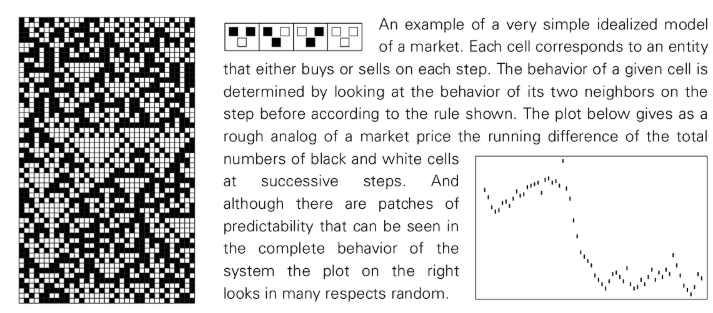 An example of a very simple idealized model
of a market. Each cell corresponds to an entity
that either buys or sells on each step. The behavior of a given cell is
determined by looking at the behavior of its two neighbors on the
step before according to the rule shown. The plot below gives as a
rough analog of a market price the running difference of the total
numbers of black and white cells
at successive steps. And
although there are patches of
predictability that can be seen in
the complete behavior of the
system the plot on the right
looks in many respects random.